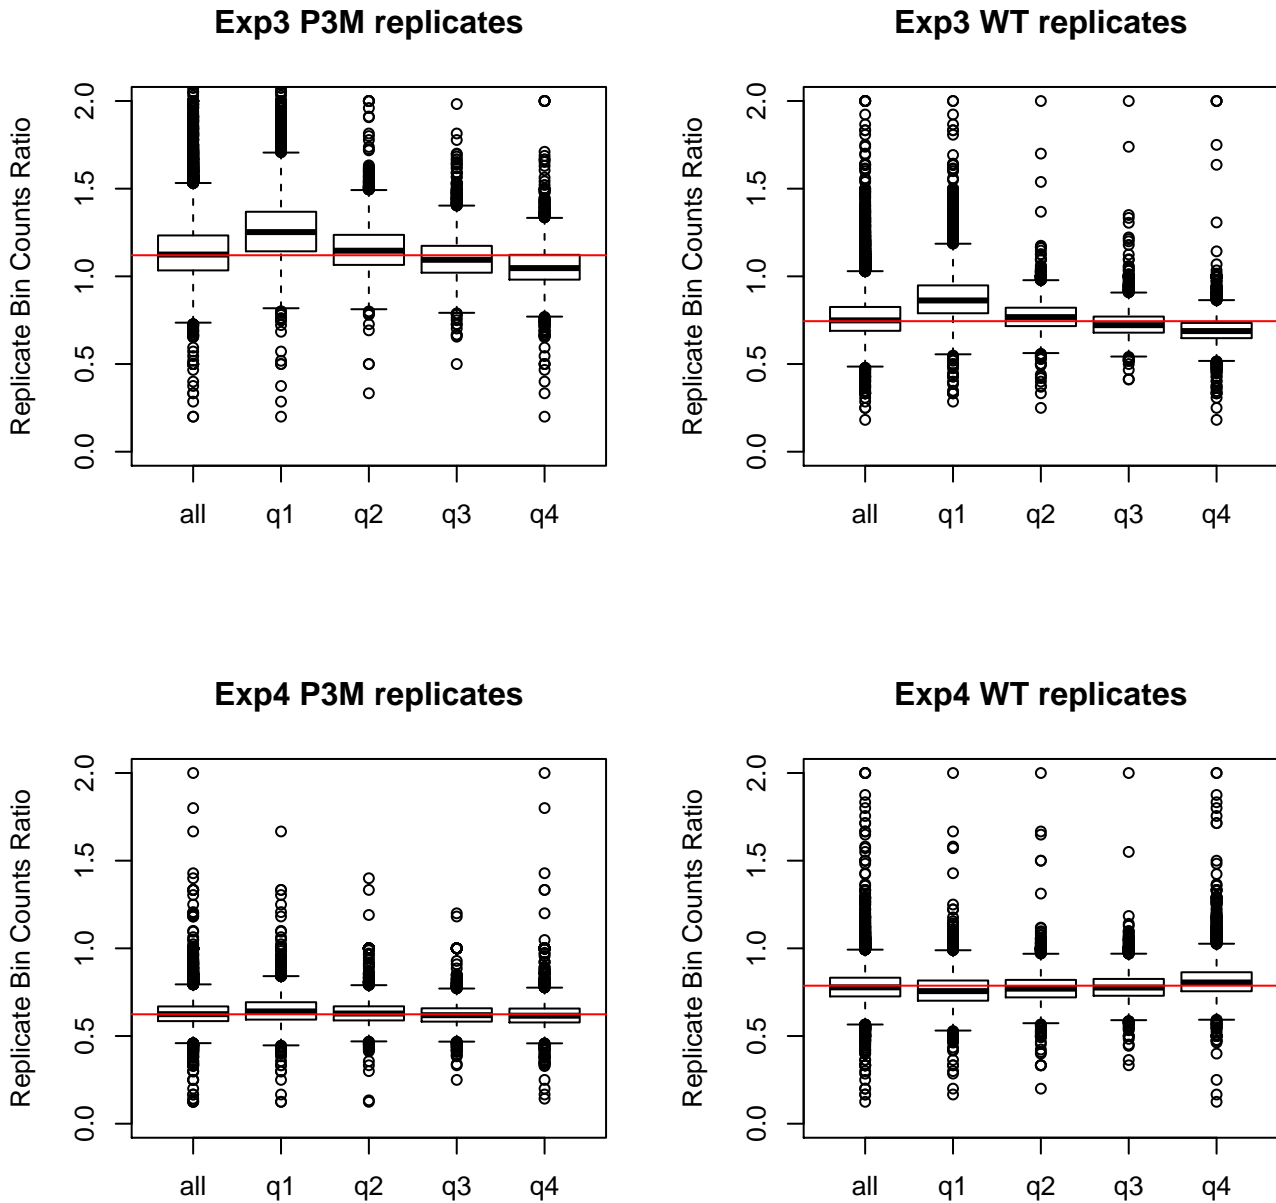 Exp3 P3M replicates
Replicate Bin Counts Ratio
2.0
1.5
1.0
0.5
0.0
all q1 q2 q3 q4
Exp3 WT replicates
Replicate Bin Counts Ratio
2.0
1.5
1.0
0.5
0.0
all q1 q2 q3 q4
Exp4 P3M replicates
Replicate Bin Counts Ratio
2.0
1.5
1.0
0.5
0.0
all q1 q2 q3 q4
Exp4 WT replicates
Replicate Bin Counts Ratio
2.0
1.5
1.0
0.5
0.0
all q1 q2 q3 q4